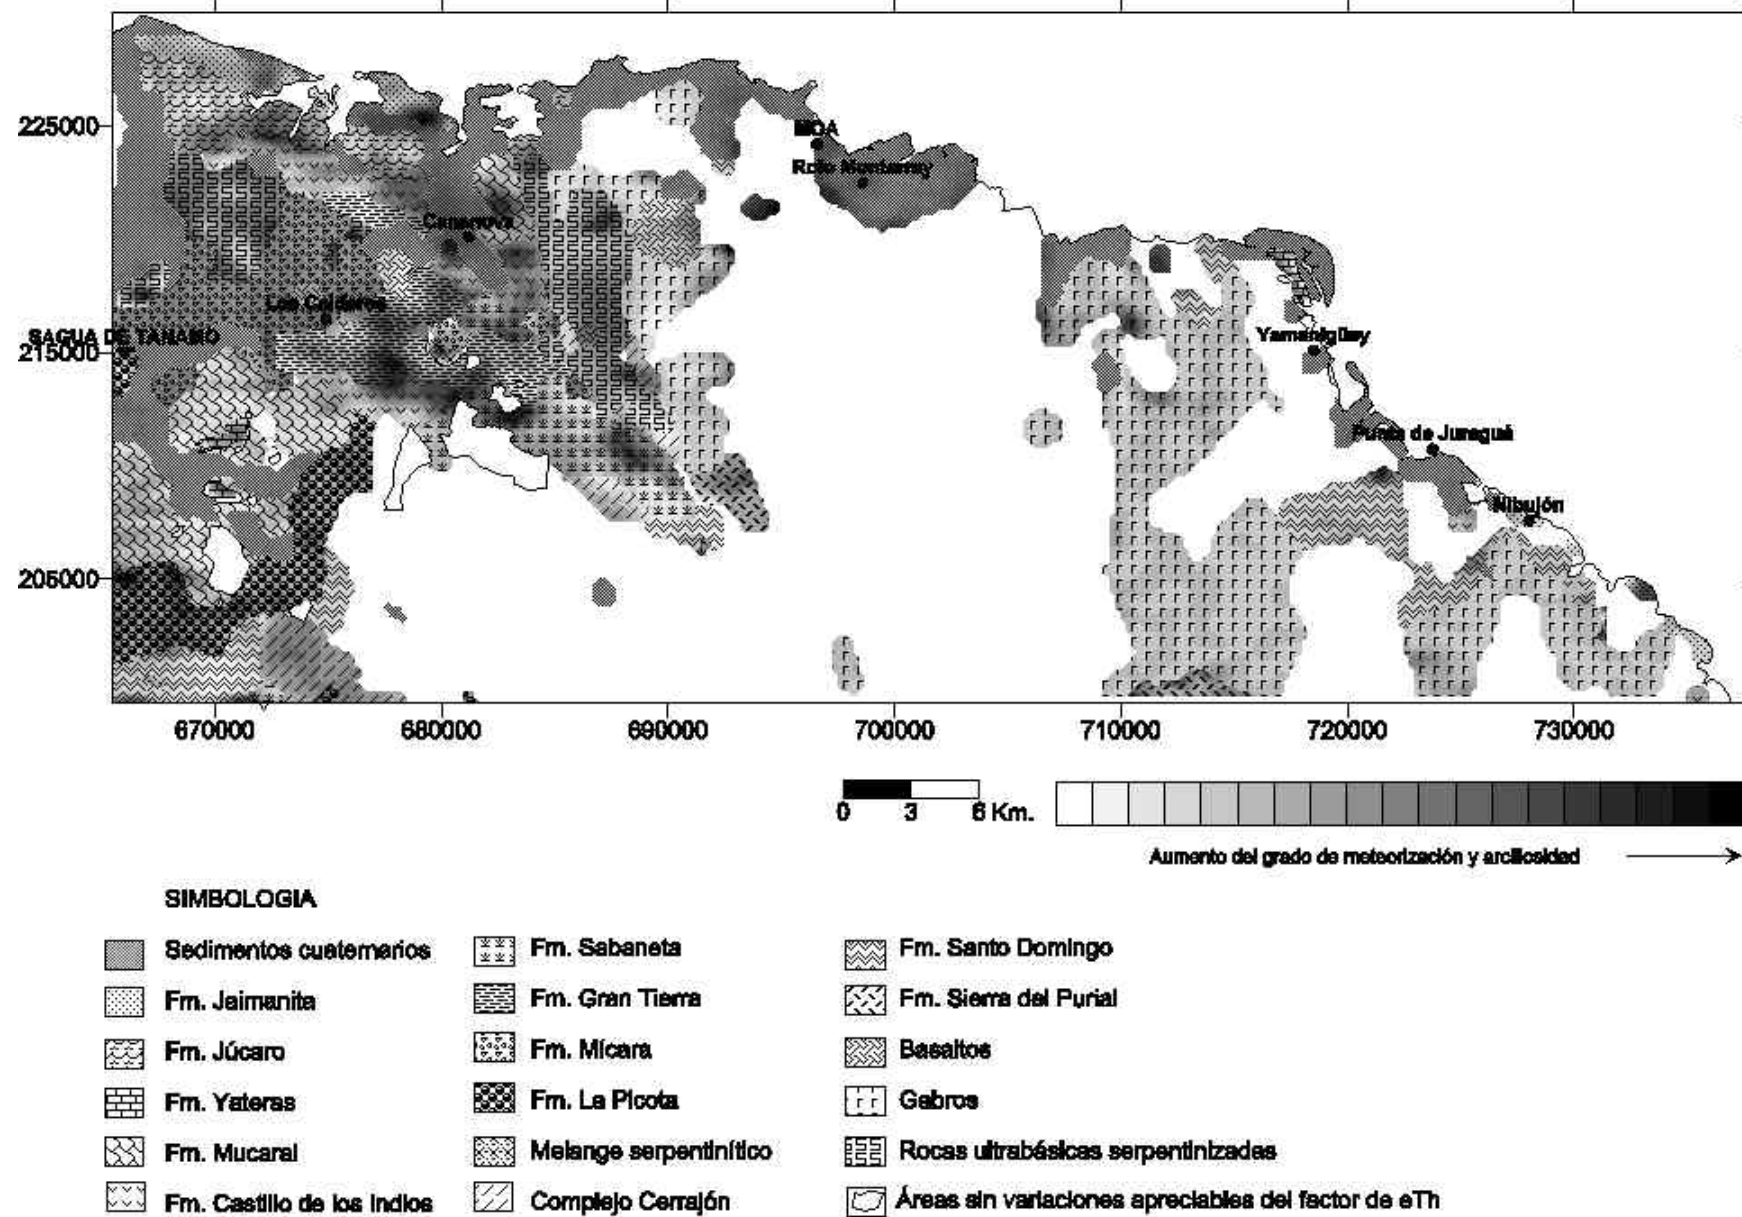 225000
MOA
Rolo Monterrey
Cananova
Los Calderos
SAGUA DE TANAMO
215000
Yamanigüey
Punta de Juraguá
Nibujón
205000
670000 680000 690000 700000 710000 720000 730000
0 3 6 Km.
Aumento del grado de meteorización y arcillosidad
SIMBOLOGIA
Sedimentos cuaternarios
Fm. Jaimanita
Fm. Júcaro
Fm. Yateras
Fm. Mucaral
Fm. Castillo de los Indios
Fm. Sabaneta
Fm. Gran Tierra
Fm. Mícara
Fm. La Picota
Melange serpentinítico
Complejo Cerrajón
Fm. Santo Domingo
Fm. Sierra del Purial
Basaltos
Gabros
Rocas ultrabásicas serpentinizadas
Áreas sin variaciones apreciables del factor de eTh